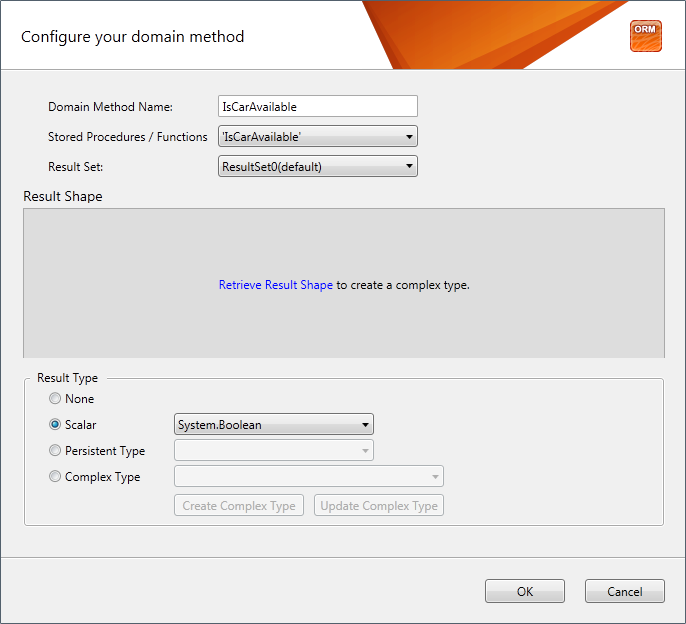 Configure your domain method
ORM
Domain Method Name: IsCarAvailable
Stored Procedures / Functions 'IsCarAvailable'
Result Set: ResultSet0(default)
Result Shape
Retrieve Result Shape to create a complex type.
Result Type
None
Scalar System.Boolean
Persistent Type
Complex Type
Create Complex Type Update Complex Type
OK Cancel